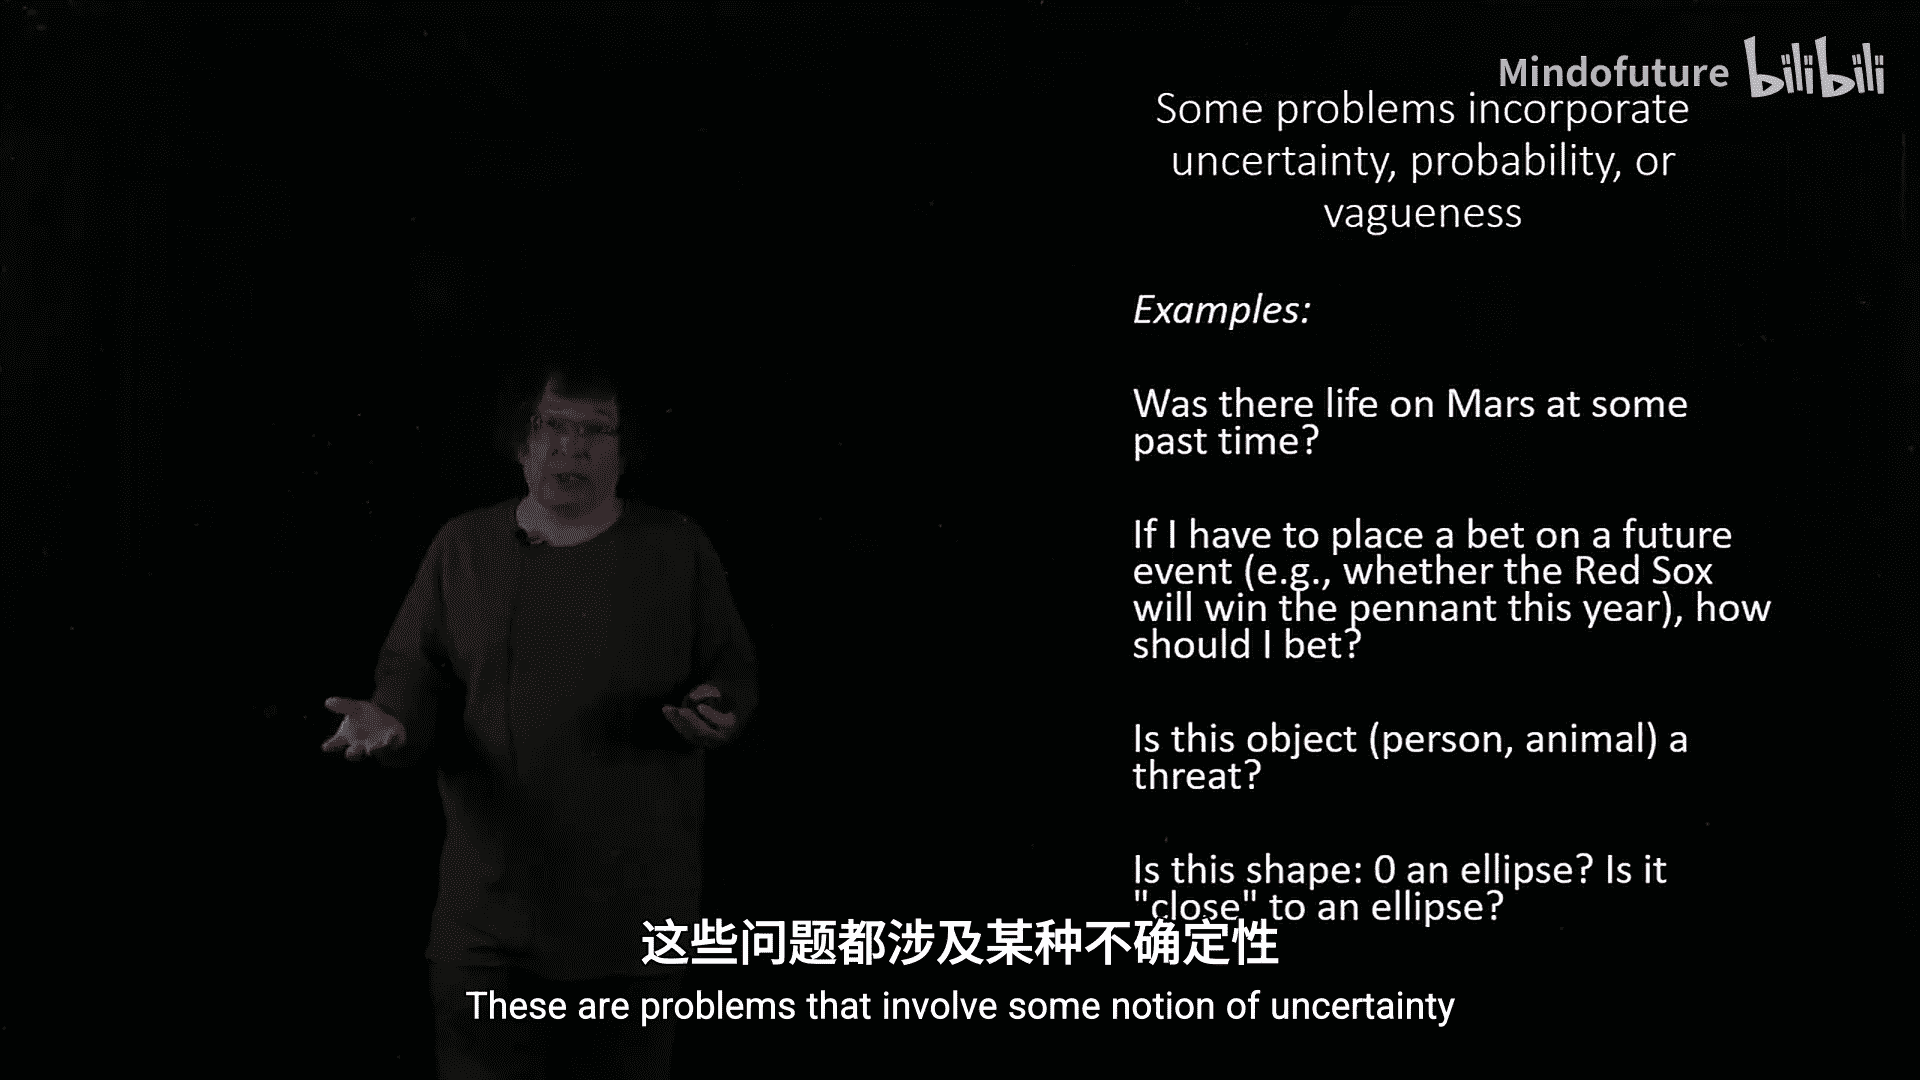 Mindofuture bilibili
Some problems incorporate
uncertainty, probability, or
vagueness
Examples:
Was there life on Mars at some
past time?
If I have to place a bet on a future
event (e.g., whether the Red Sox
will win the pennant this year), how
should I bet?
Is this object (person, animal) a
threat?
Is this shape: 0 an ellipse? Is it
"close" to an ellipse?
这些问题都涉及某种不确定性
These are problems that involve some notion of uncertainty